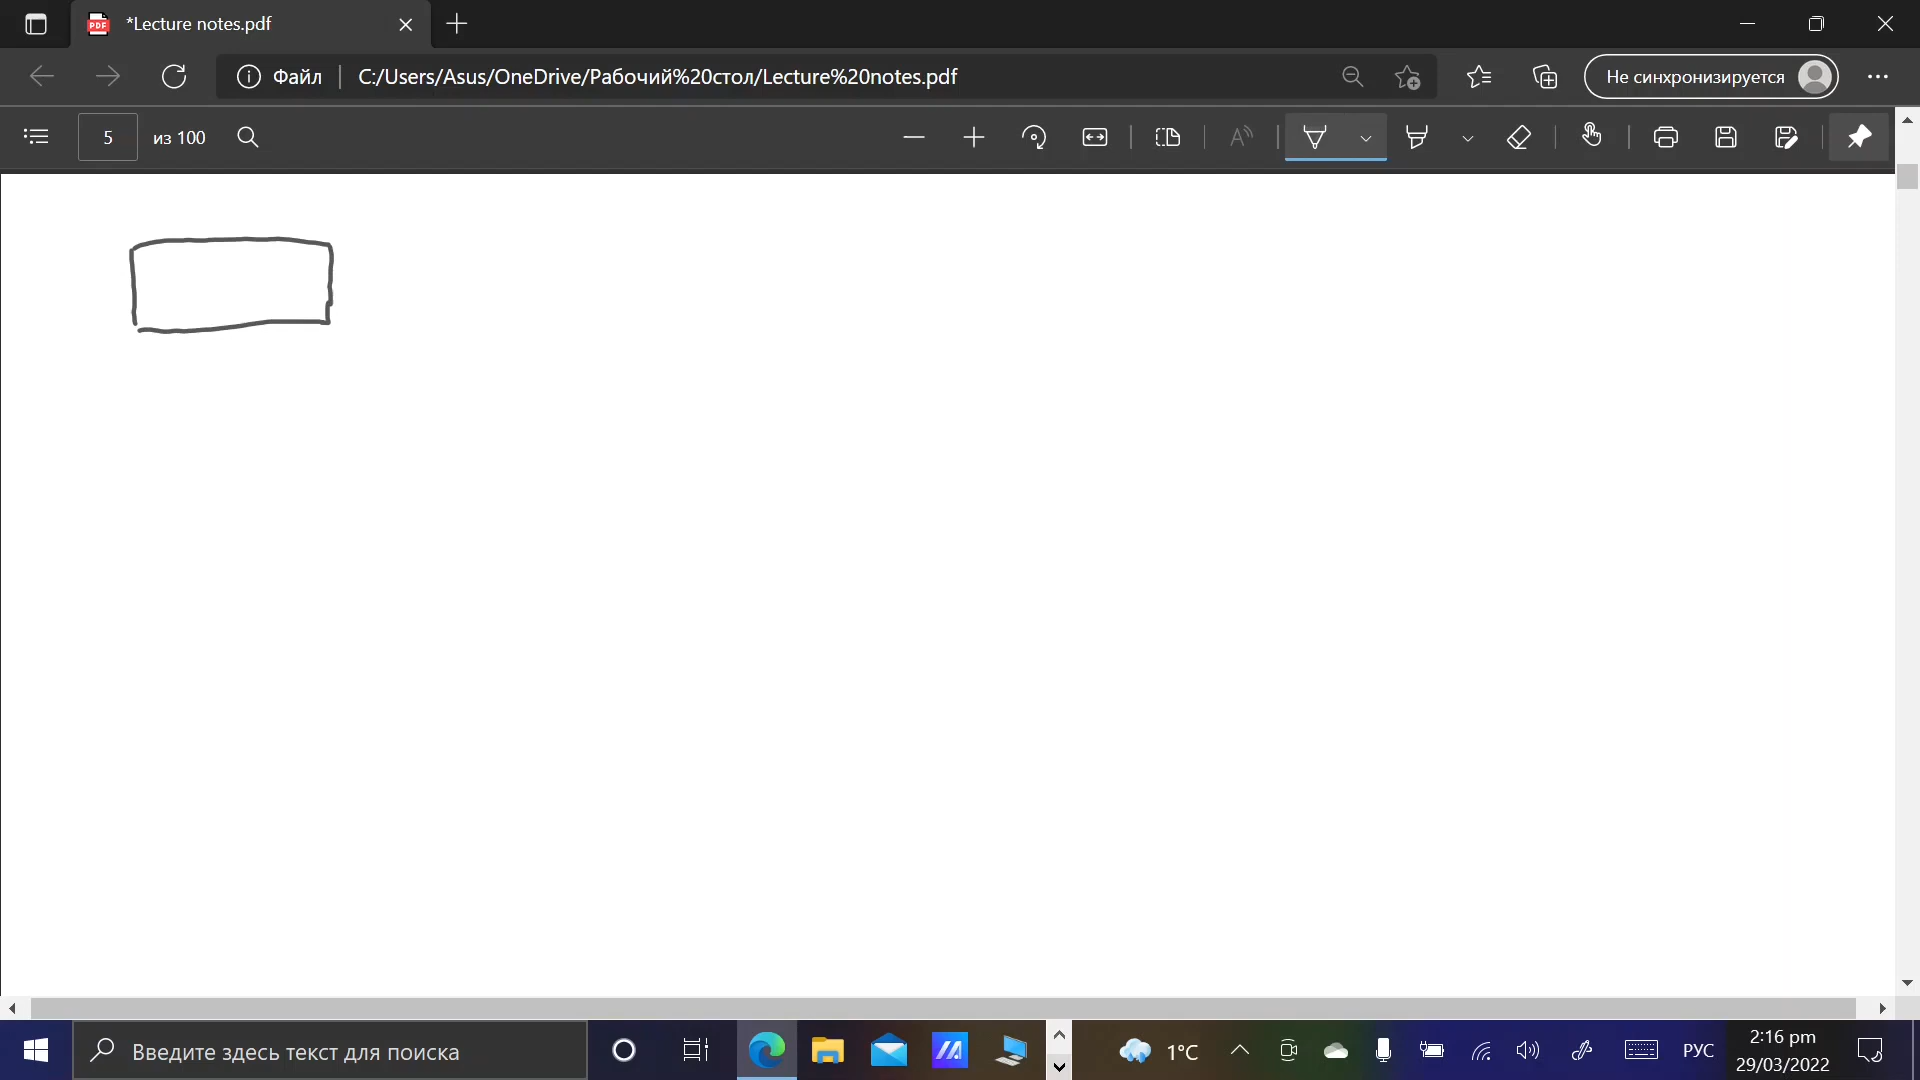 *Lecture notes.pdf
Файл
C:/Users/Asus/OneDrive/Рабочий%20стол/Lecture%20notes.pdf
Не синхронизируется
5
из 100
Введите здесь текст для поиска
1°C
РУС
2:16 pm
29/03/2022